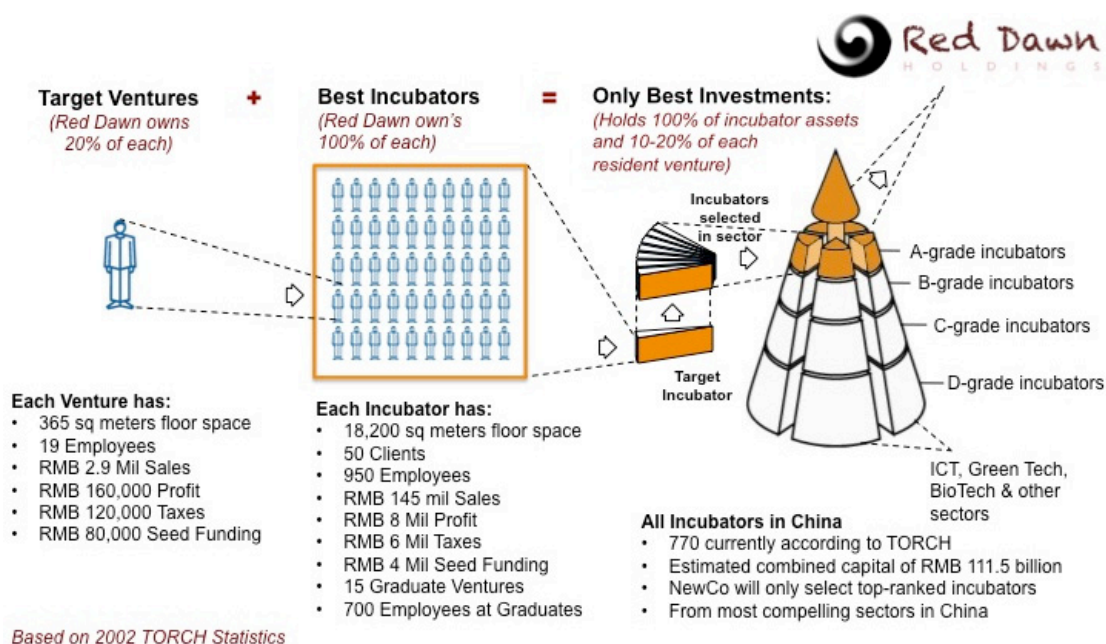 Red Dawn
HOLDINGS
Target Ventures
(Red Dawn owns
20% of each)
+
Best Incubators
(Red Dawn own's
100% of each)
=
Only Best Investments:
(Holds 100% of incubator assets
and 10-20% of each
resident venture)
Incubators
selected
in sector
A-grade incubators
B-grade incubators
C-grade incubators
D-grade incubators
Target
Incubator
ICT, Green Tech,
BioTech & other
sectors
Each Venture has:
• 365 sq meters floor space
• 19 Employees
• RMB 2.9 Mil Sales
• RMB 160,000 Profit
• RMB 120,000 Taxes
• RMB 80,000 Seed Funding
Each Incubator has:
• 18,200 sq meters floor space
• 50 Clients
• 950 Employees
• RMB 145 mil Sales
• RMB 8 Mil Profit
• RMB 6 Mil Taxes
• RMB 4 Mil Seed Funding
• 15 Graduate Ventures
• 700 Employees at Graduates
All Incubators in China
• 770 currently according to TORCH
• Estimated combined capital of RMB 111.5 billion
• NewCo will only select top-ranked incubators
• From most compelling sectors in China
Based on 2002 TORCH Statistics